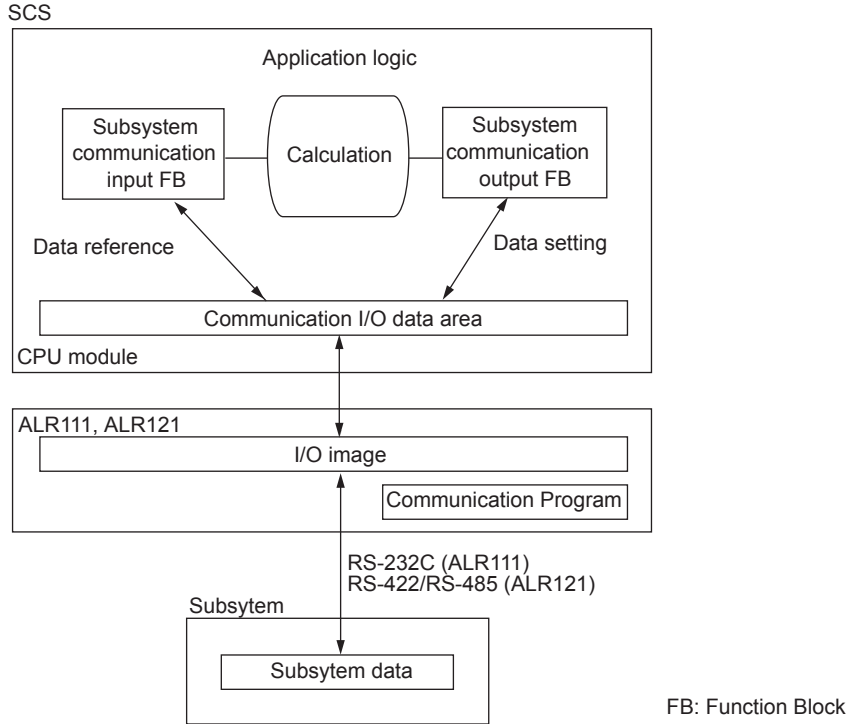 SCS
Application logic
Subsystem
communication
input FB
Calculation
Subsystem
communication
output FB
Data reference
Data setting
Communication I/O data area
CPU module
ALR111, ALR121
I/O image
Communication Program
RS-232C (ALR111)
RS-422/RS-485 (ALR121)
Subsytem
Subsytem data
FB: Function Block